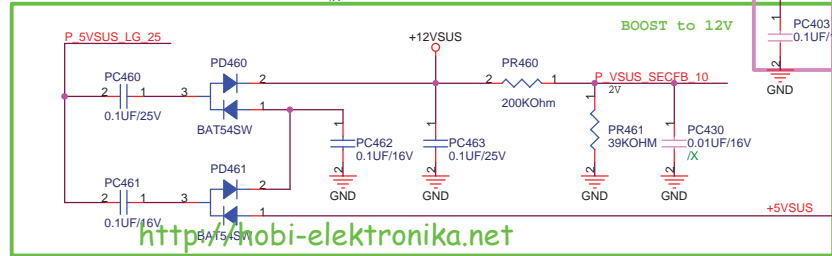 BOOST to 12V
P_5VSUS_LG_25
+12VSUS
PC403
0.1UF/1
2
GND
PC460
2 1
0.1UF/25V
PD460
3
2
1
BAT54SW
PR460
2 1
200KOhm
P_VSUS_SECFB_10
2V
1
PC462
0.1UF/16V
2
GND
1
PC463
0.1UF/25V
2
GND
1
PR461
39KOHM
2
GND
1
PC430
0.01UF/16V
/X
2
GND
PC461
2 1
0.1UF/16V
PD461
3
2
1
BAT54SW
+5VSUS
http://hobi-elektronika.net